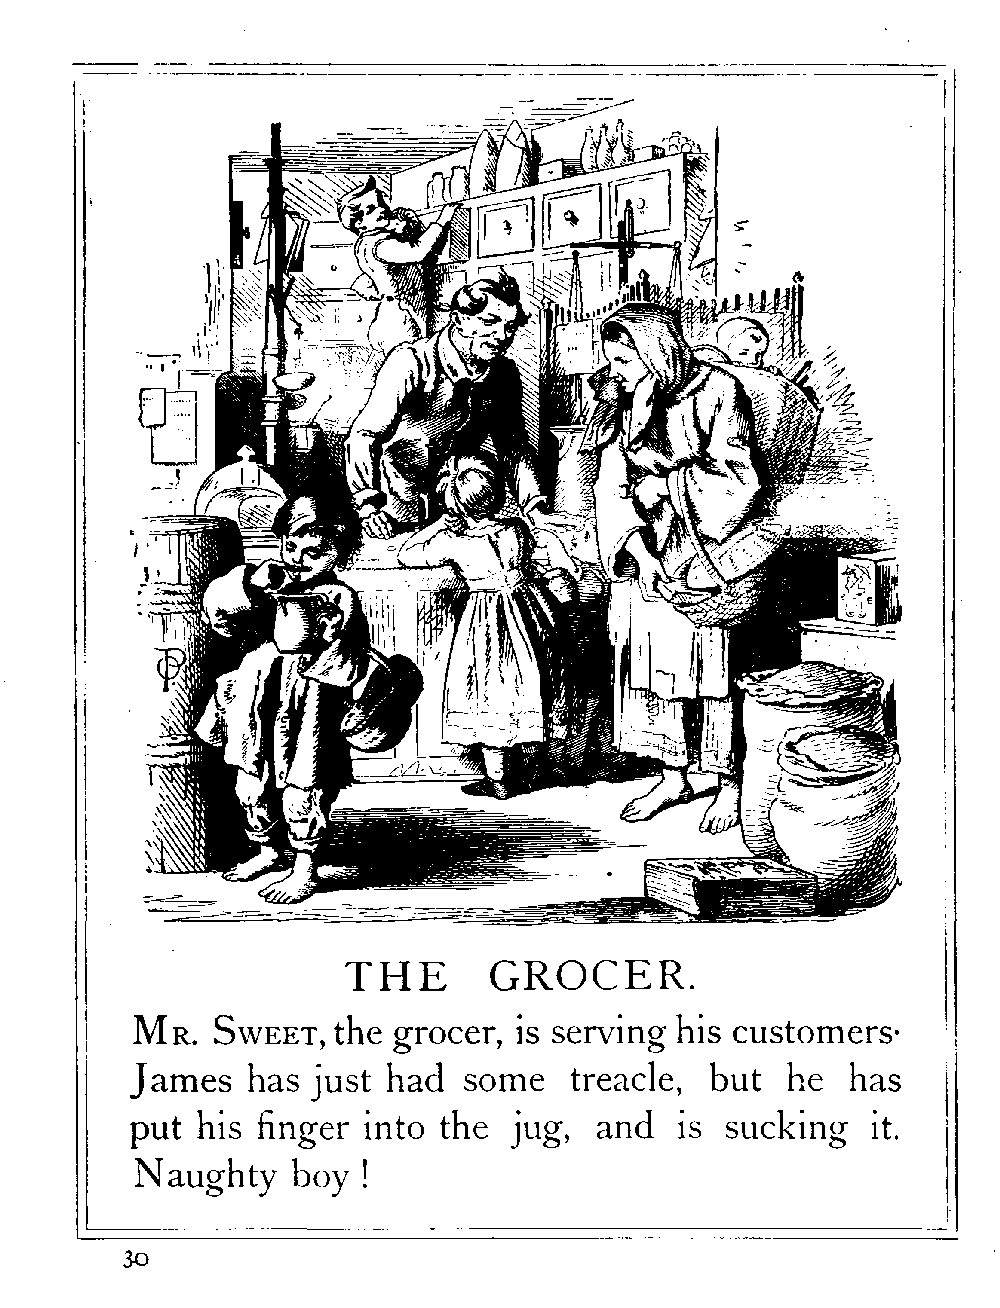 THE GROCER.
MR. SWEET, the grocer, is serving his customers.
James has just had some treacle, but he has
put his finger into the jug, and is sucking it.
Naughty boy!
30